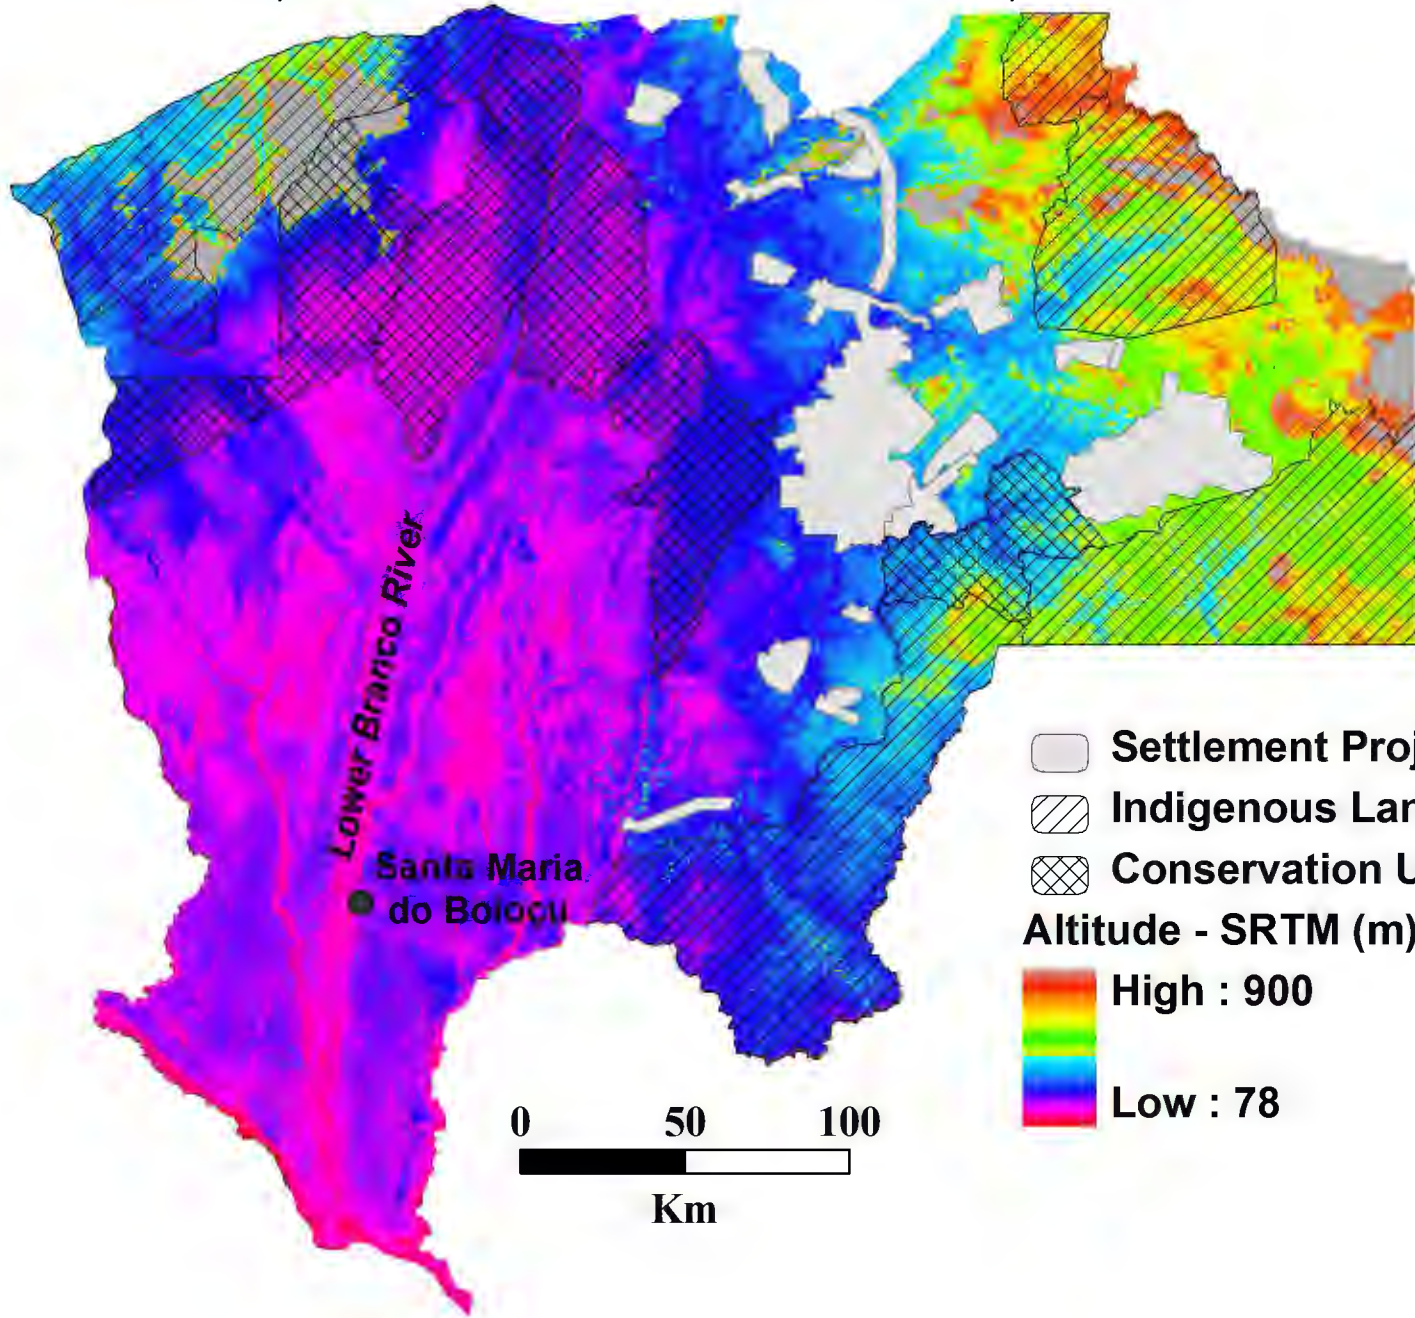 Lower Branco River
Santa Maria
do Boioçu
Settlement Proj
Indigenous Lan
Conservation U
Altitude - SRTM (m)
High : 900
Low : 78
0 50 100
Km